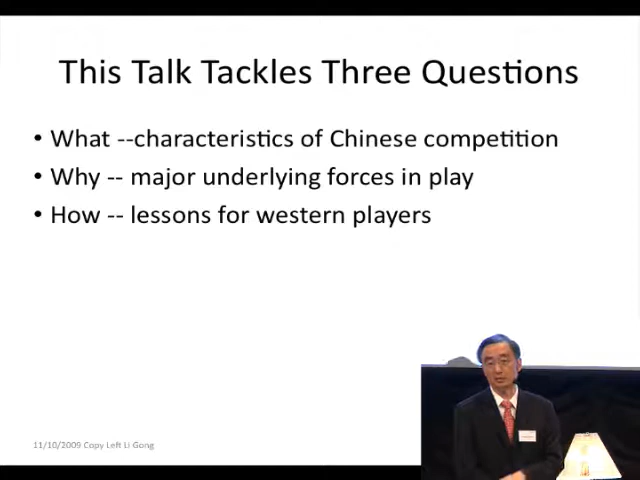 This Talk Tackles Three Questions
• What --characteristics of Chinese competition
• Why -- major underlying forces in play
• How -- lessons for western players
11/10/2009 Copy Left Li Gong